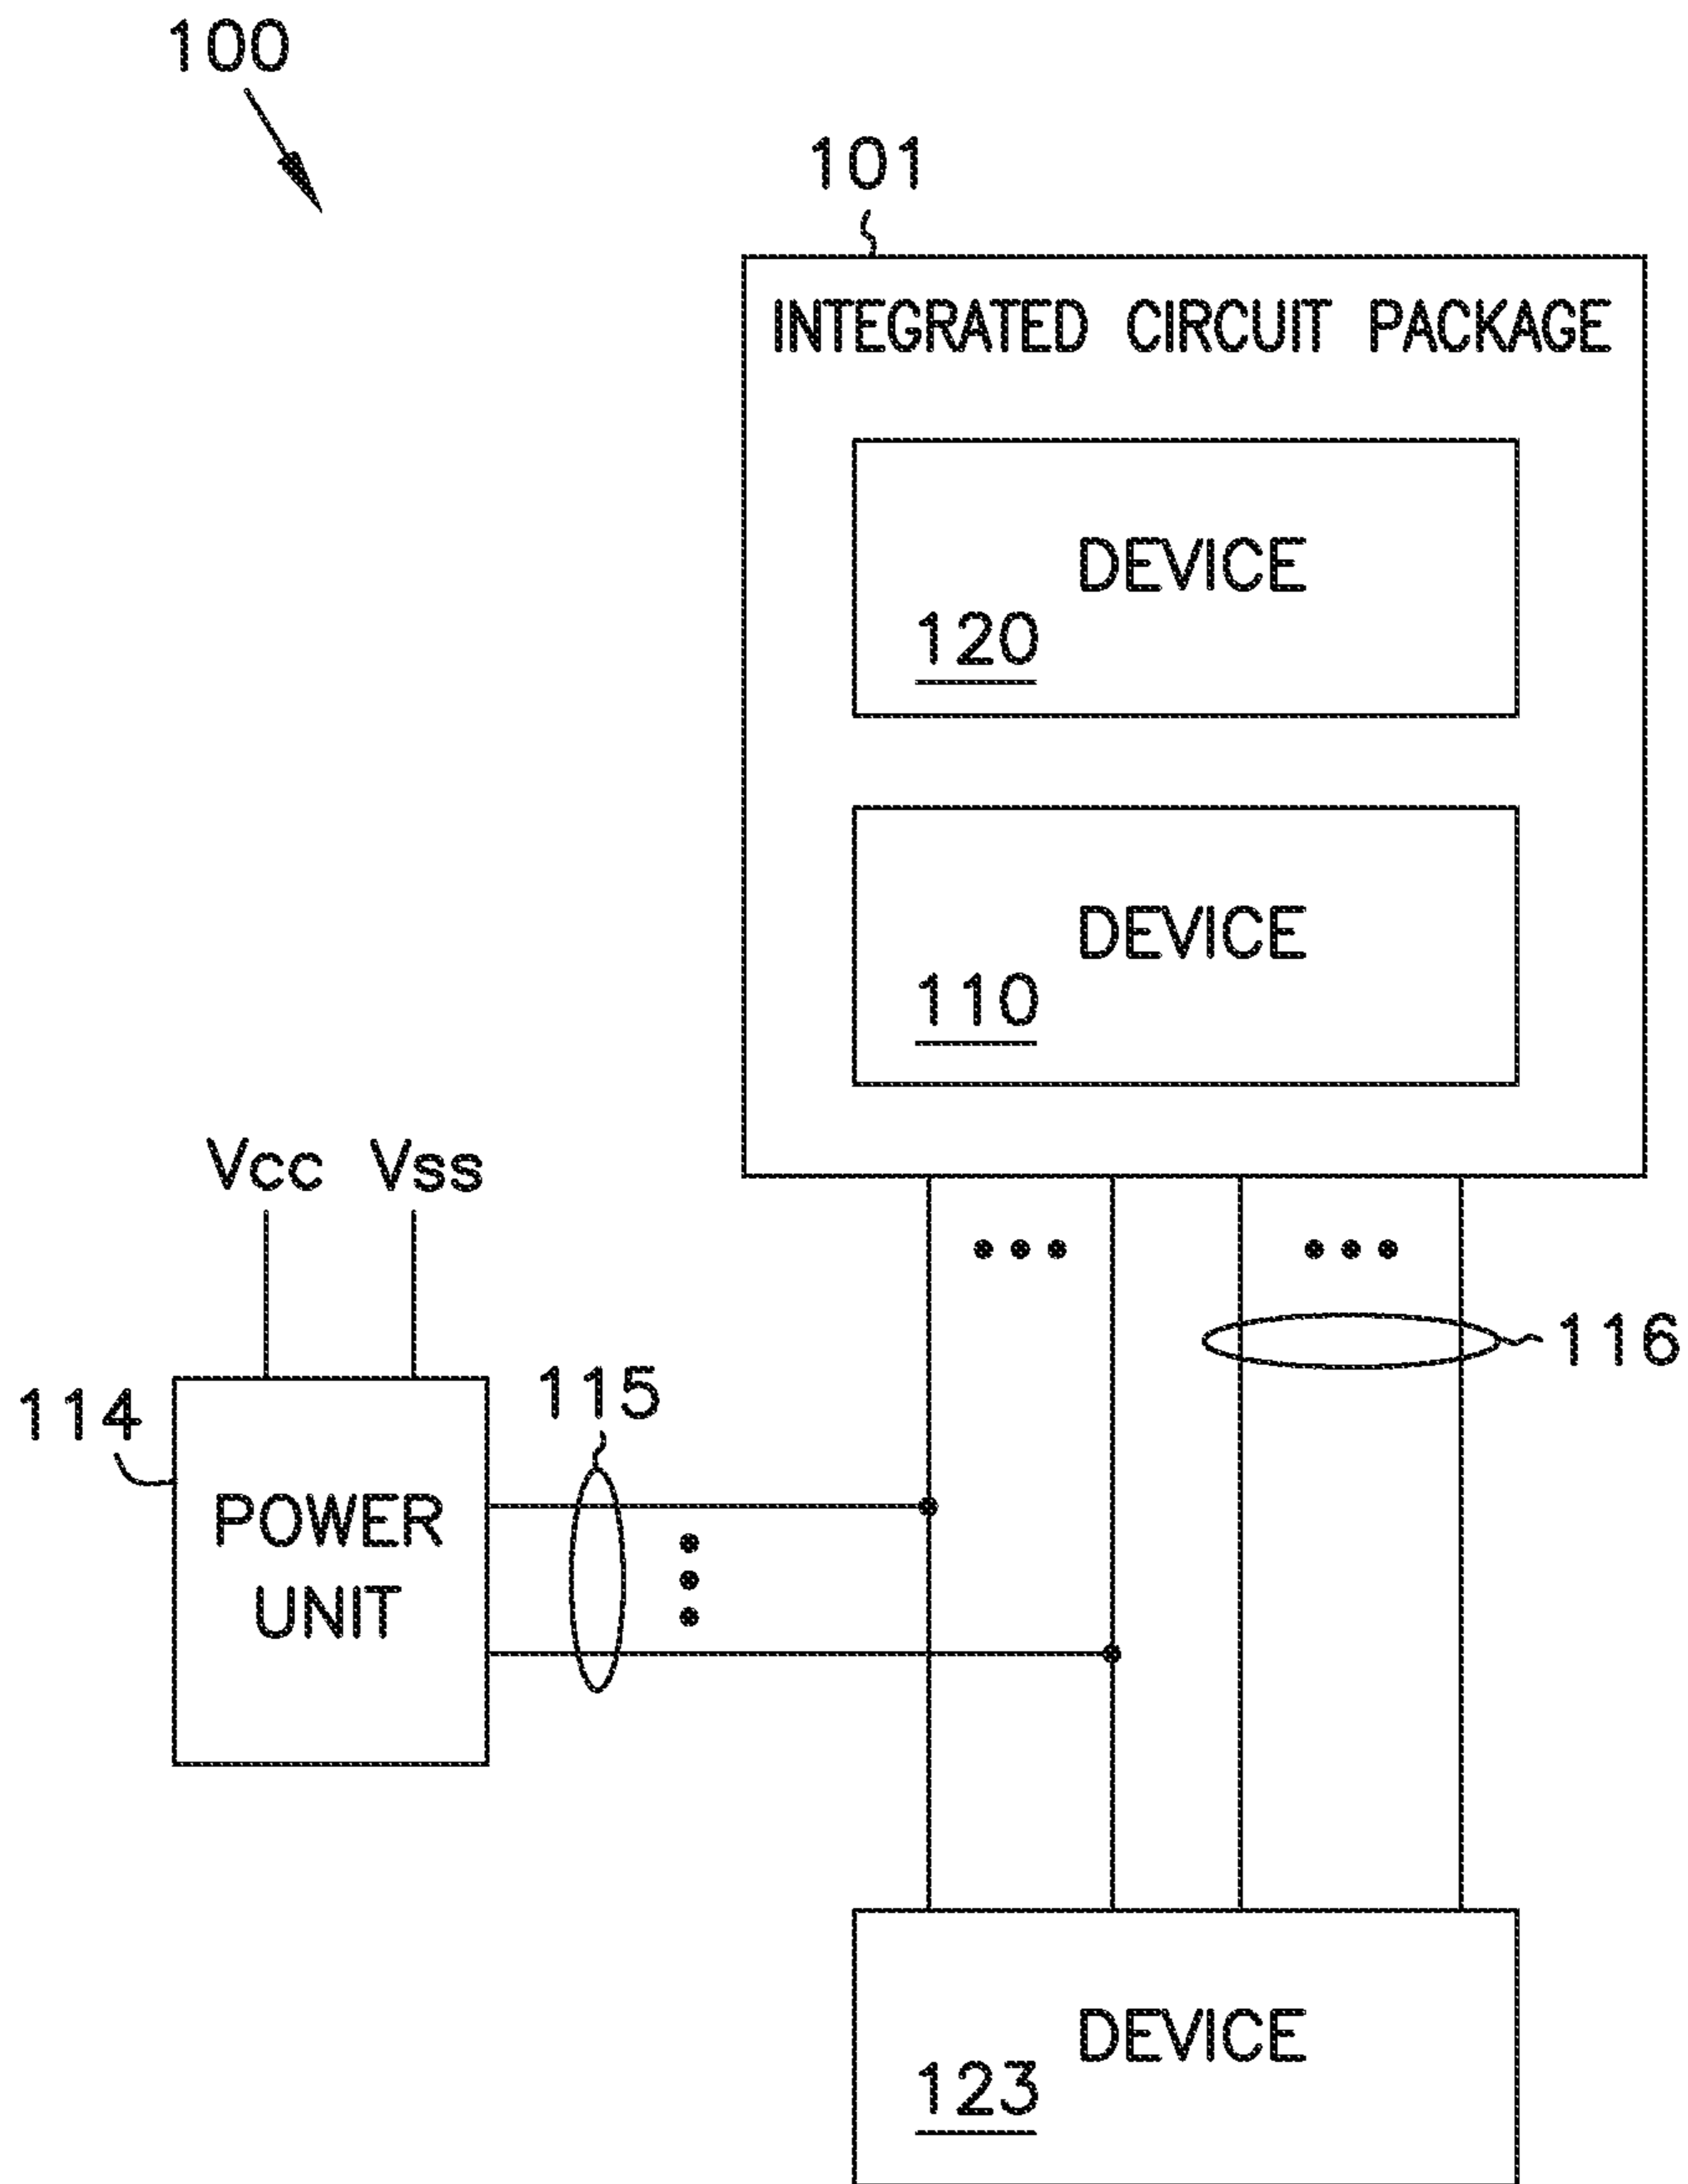 100
101
INTEGRATED CIRCUIT PACKAGE
DEVICE
120
DEVICE
110
Vcc Vss
116
114
115
POWER
UNIT
DEVICE
123